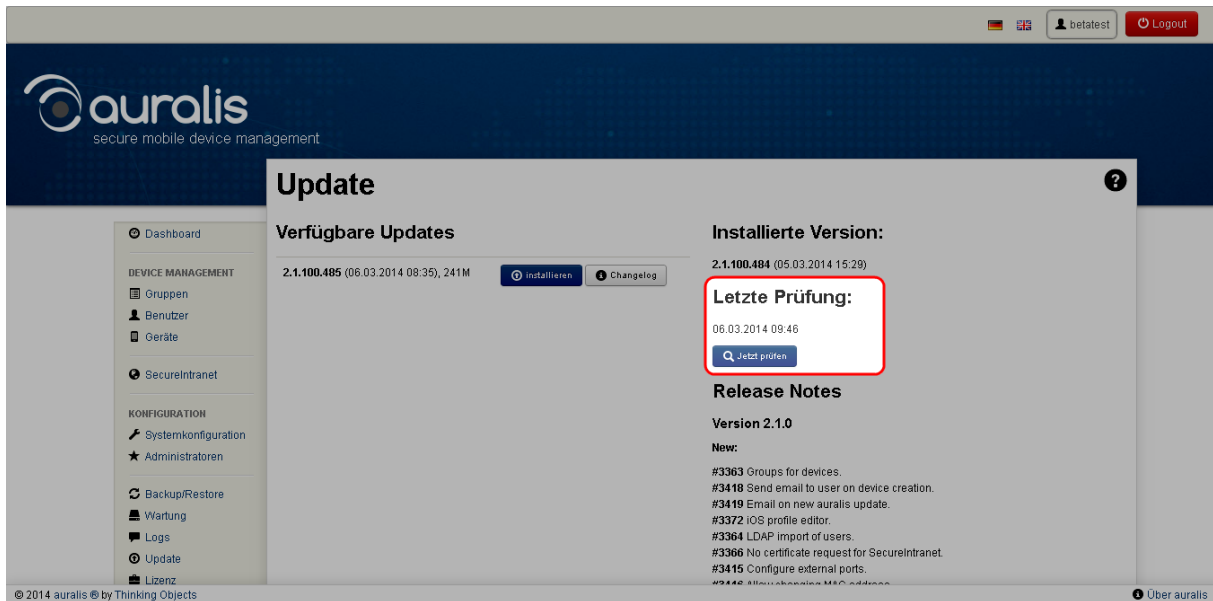 betatest
Logout
auralis
secure mobile device management
Update
Dashboard
DEVICE MANAGEMENT
Gruppen
Benutzer
Geräte
SecureIntranet
KONFIGURATION
Systemkonfiguration
Administratoren
Backup/Restore
Wartung
Logs
Update
Lizenz
Verfügbare Updates
2.1.100.485 (06.03.2014 08:35), 241M
installieren
Changelog
Installierte Version:
2.1.100.484 (05.03.2014 15:29)
Letzte Prüfung:
06.03.2014 09:46
Jetzt prüfen
Release Notes
Version 2.1.0
New:
#3363 Groups for devices.
#3418 Send email to user on device creation.
#3419 Email on new auralis update.
#3372 iOS profile editor.
#3364 LDAP import of users.
#3366 No certificate request for SecureIntranet.
#3415 Configure external ports.
#3446 Allow changing MAC address
© 2014 auralis ® by Thinking Objects
Über auralis